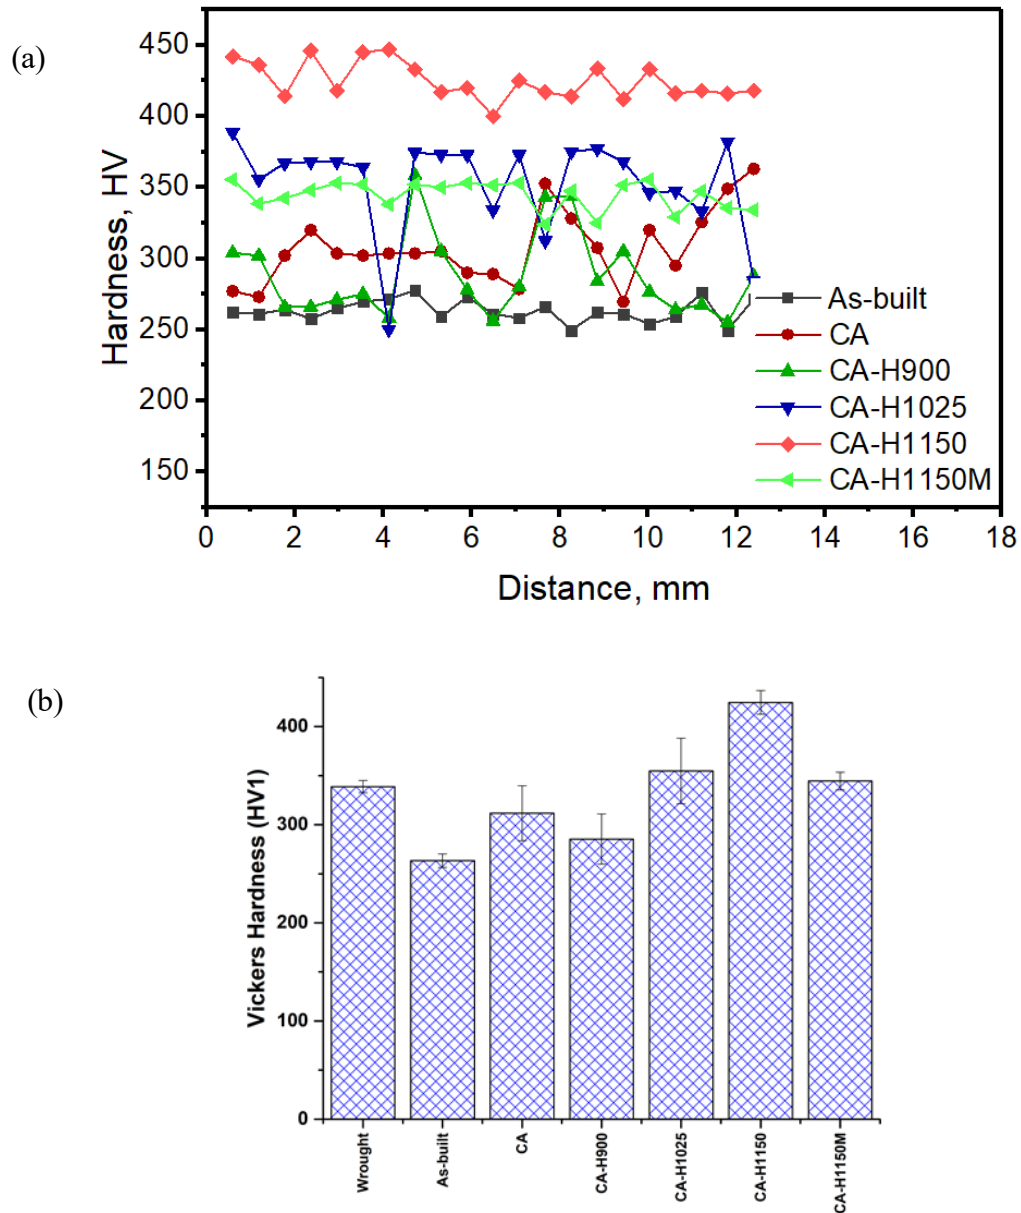 (a)
Hardness, HV
450
400
350
300
250
200
150
As-built
CA
CA-H900
CA-H1025
CA-H1150
CA-H1150M
0 2 4 6 8 10 12 14 16 18
Distance, mm
(b)
Vickers Hardness (HV1)
400
300
200
100
0
Wrought
As-built
CA
CA-H900
CA-H1025
CA-H1150
CA-H1150M